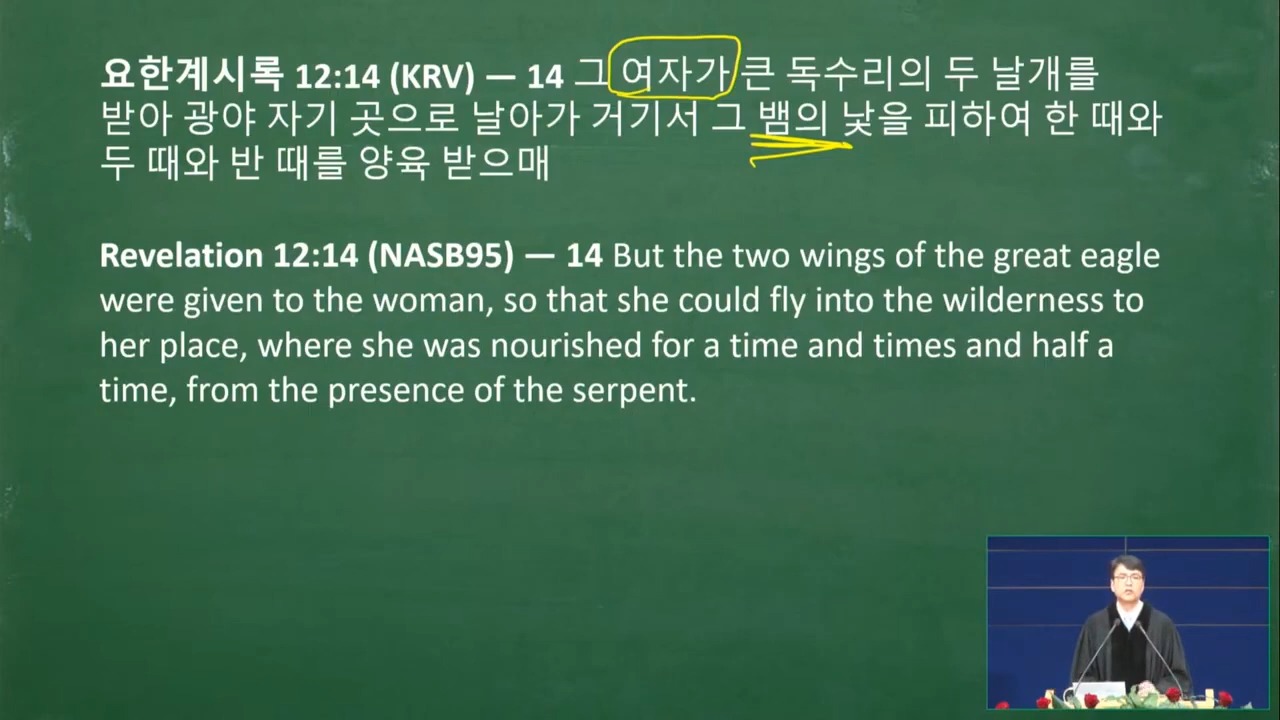 요한계시록 12:14 (KRV) — 14 그 여자가 큰 독수리의 두 날개를
받아 광야 자기 곳으로 날아가 거기서 그 뱀의 낯을 피하여 한 때와
두 때와 반 때를 양육 받으매
Revelation 12:14 (NASB95) — 14 But the two wings of the great eagle
were given to the woman, so that she could fly into the wilderness to
her place, where she was nourished for a time and times and half a
time, from the presence of the serpent.